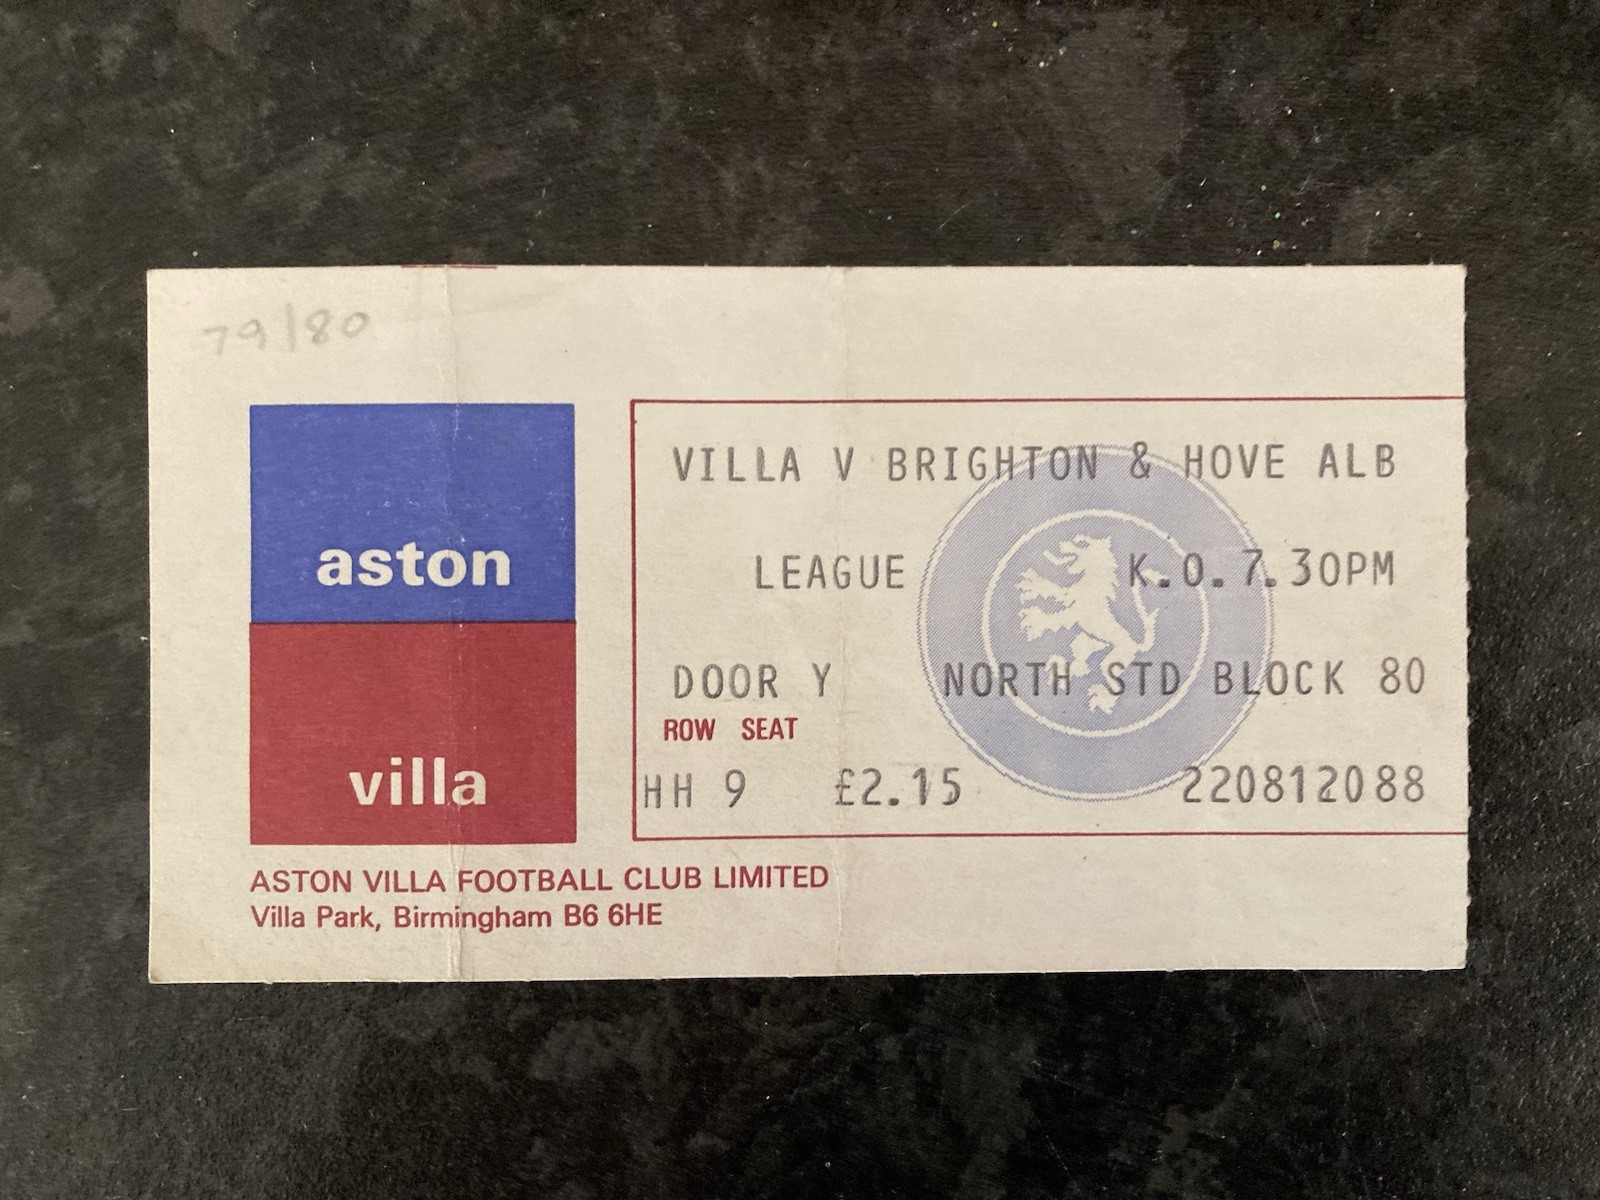 79/80
aston
villa
VILLA V BRIGHTON & HOVE ALB
LEAGUE K.O.7.30PM
DOOR Y NORTH STD BLOCK 80
ROW SEAT
HH 9 £2.15 220812088
ASTON VILLA FOOTBALL CLUB LIMITED
Villa Park, Birmingham B6 6HE